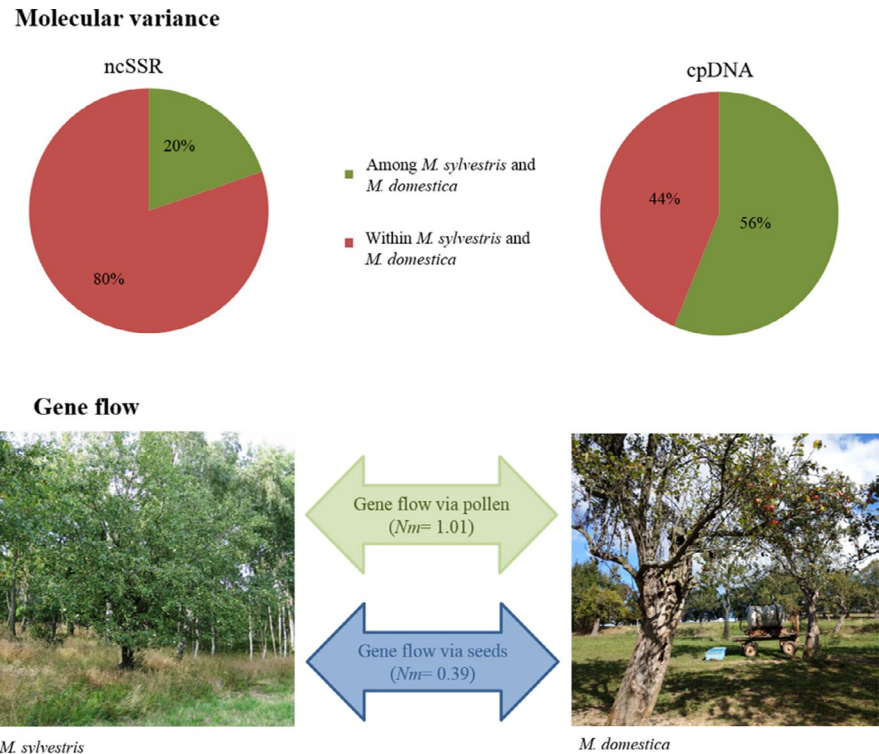 Molecular variance
ncSSR
cpDNA
20%
80%
Among M. sylvestris and
M. domestica
Within M. sylvestris and
M. domestica
44%
56%
Gene flow
Gene flow via pollen
(Nm= 1.01)
Gene flow via seeds
(Nm= 0.39)
M. sylvestris
M. domestica